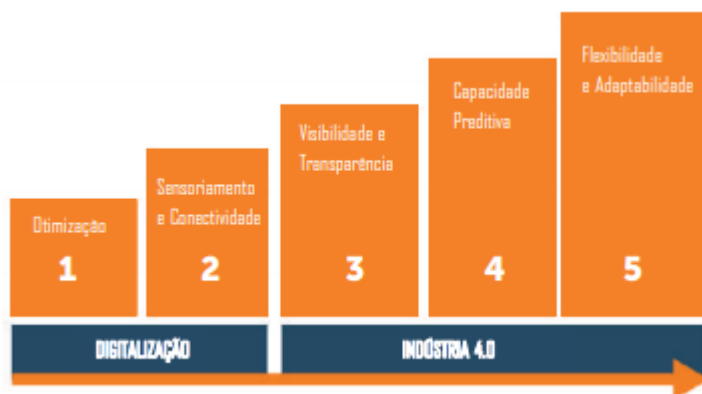 Otimização
1
Sensoriamento
e Conectividade
2
Visibilidade e
Transparência
3
Capacidade
Preditiva
4
Flexibilidade
e Adaptabilidade
5
DIGITALIZAÇÃO
INDÚSTRIA 4.0